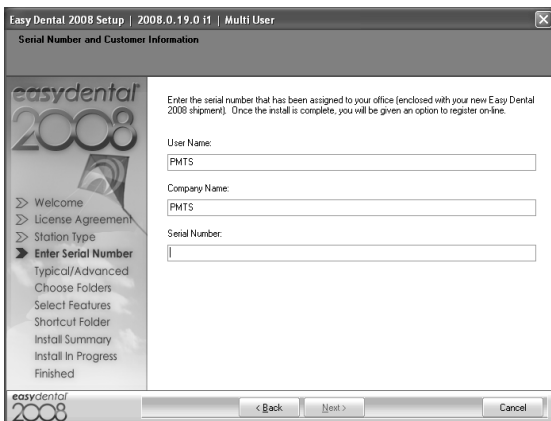 Easy Dental 2008 Setup | 2008.0.19.0 i1 | Multi User
Serial Number and Customer Information
easydental
2008
Welcome
License Agreement
Station Type
Enter Serial Number
Typical/Advanced
Choose Folders
Select Features
Shortcut Folder
Install Summary
Install In Progress
Finished
Enter the serial number that has been assigned to your office (enclosed with your new Easy Dental
2008 shipment). Once the install is complete, you will be given an option to register on-line.
User Name:
PMTS
Company Name:
PMTS
Serial Number:
easydental
2008
< Back
Next >
Cancel